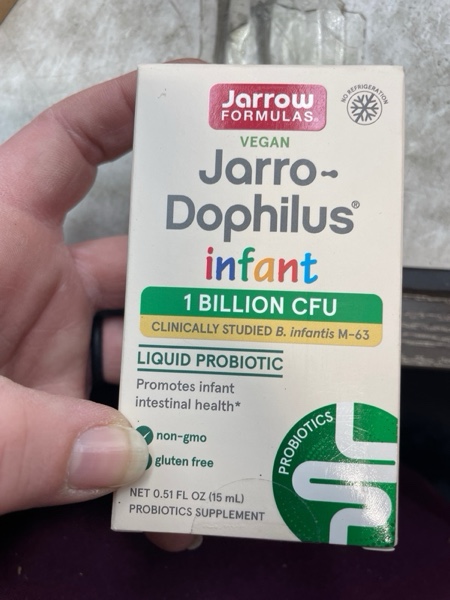 Jarrow
FORMULAS®
NO REFRIGERATION
VEGAN
Jarro-
Dophilus®
infant
1 BILLION CFU
CLINICALLY STUDIED B. infantis M-63
LIQUID PROBIOTIC
Promotes infant
intestinal health*
non-gmo
gluten free
PROBIOTICS
NET 0.51 FL OZ (15 mL)
PROBIOTICS SUPPLEMENT